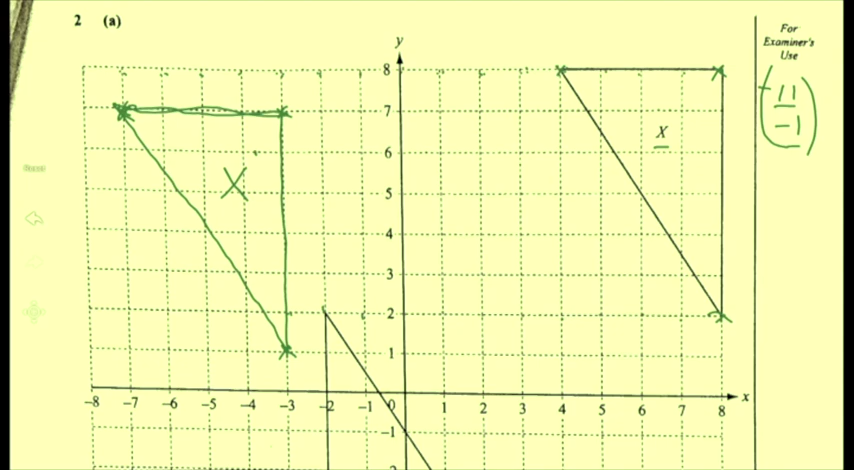 2 (a)
For
Examiner's
Use
(-11
-1)
y
8
7
6
5
4
3
2
1
X
X'
-8 -7 -6 -5 -4 -3 -2 -1 0 1 2 3 4 5 6 7 8 x
-1